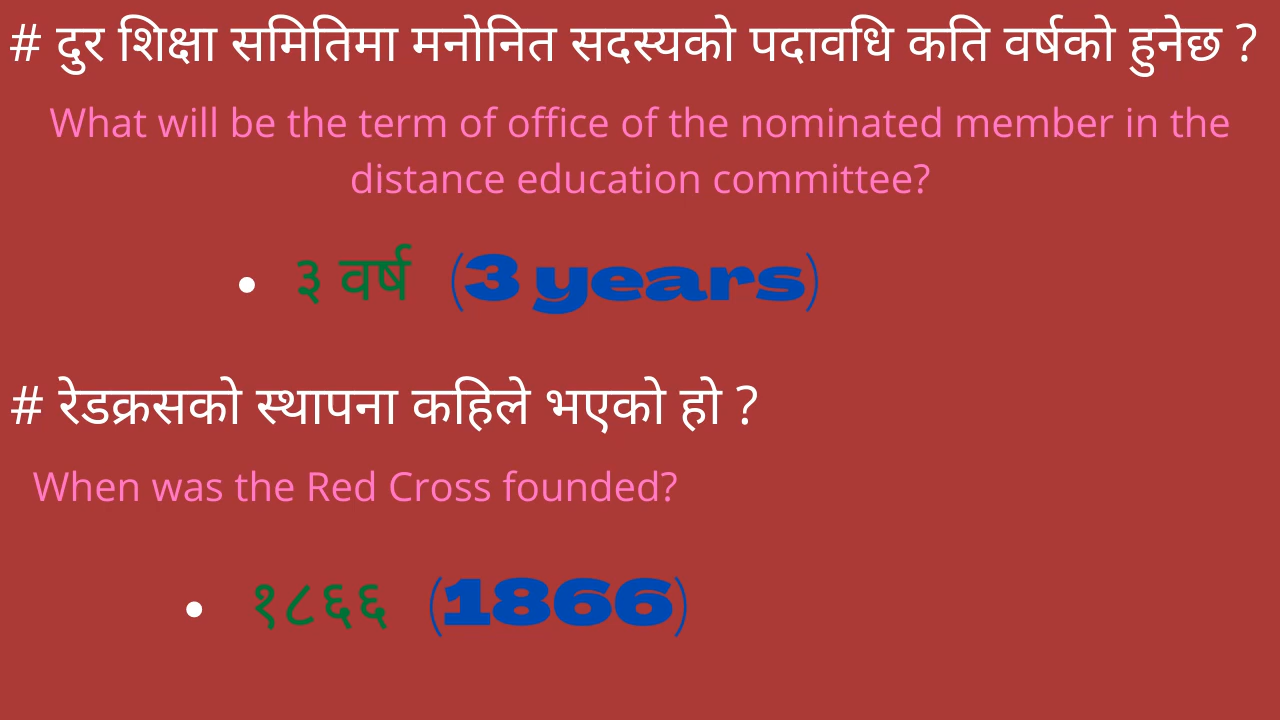 # दुर शिक्षा समितिमा मनोनित सदस्यको पदावधि कति वर्षको हुनेछ ?
What will be the term of office of the nominated member in the
distance education committee?
• ३ वर्ष (3 years)
# रेडक्रसको स्थापना कहिले भएको हो ?
When was the Red Cross founded?
• १८६६ (1866)